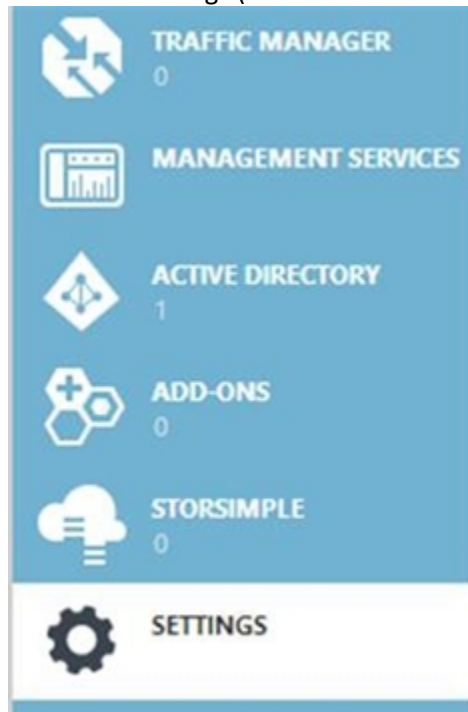 TRAFFIC MANAGER
0
MANAGEMENT SERVICES
ACTIVE DIRECTORY
1
ADD-ONS
0
STORSIMPLE
0
SETTINGS